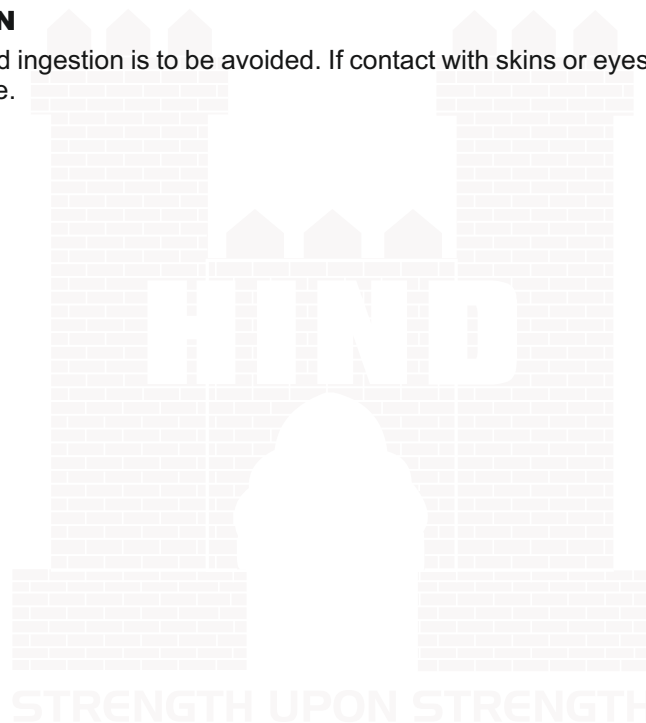 N
d ingestion is to be avoided. If contact with skins or eyes
e.
HIND
STRENGTH UPON STRENGTH